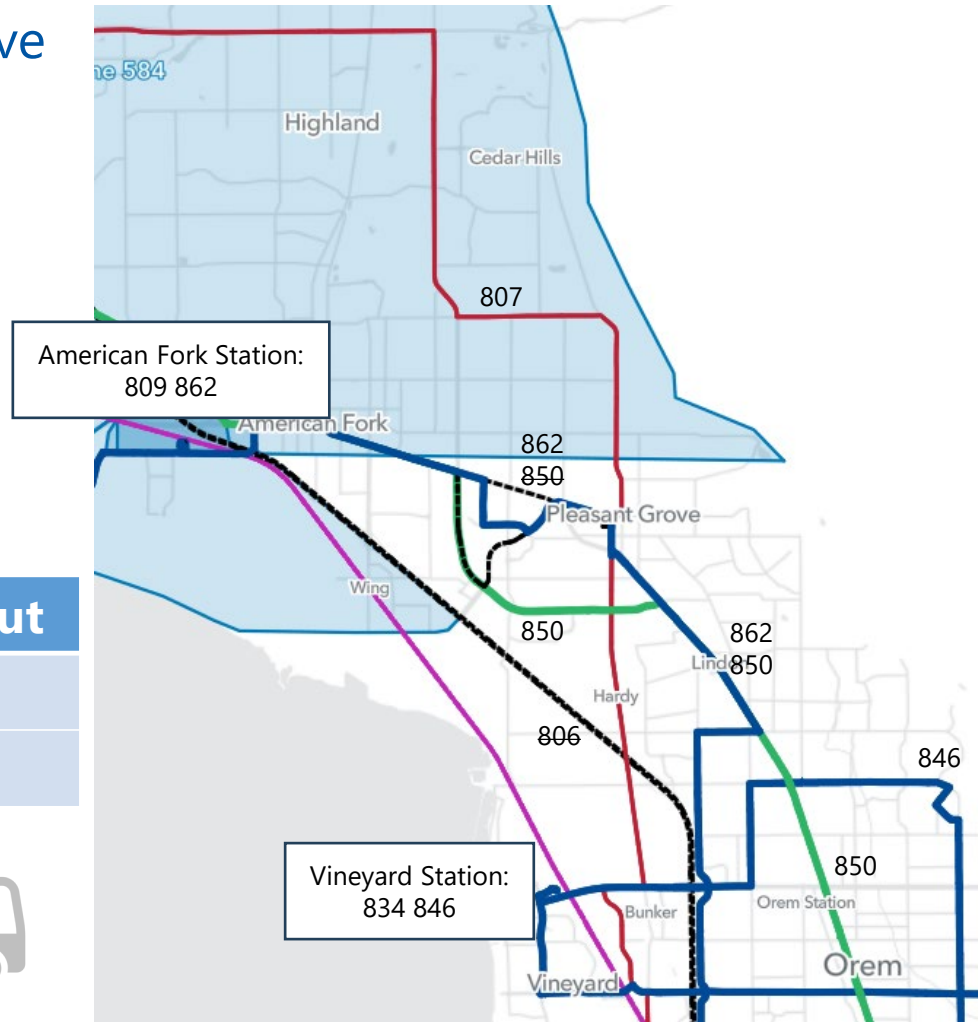 ve
ne 584
Highland
Cedar Hills
807
American Fork Station:
809 862
American Fork
862
850
Pleasant Grove
Wing
ut
850
862
Lindon
850
Hardy
806
846
Vineyard Station:
834 846
850
Orem Station
Bunker
Orem
Vineyard